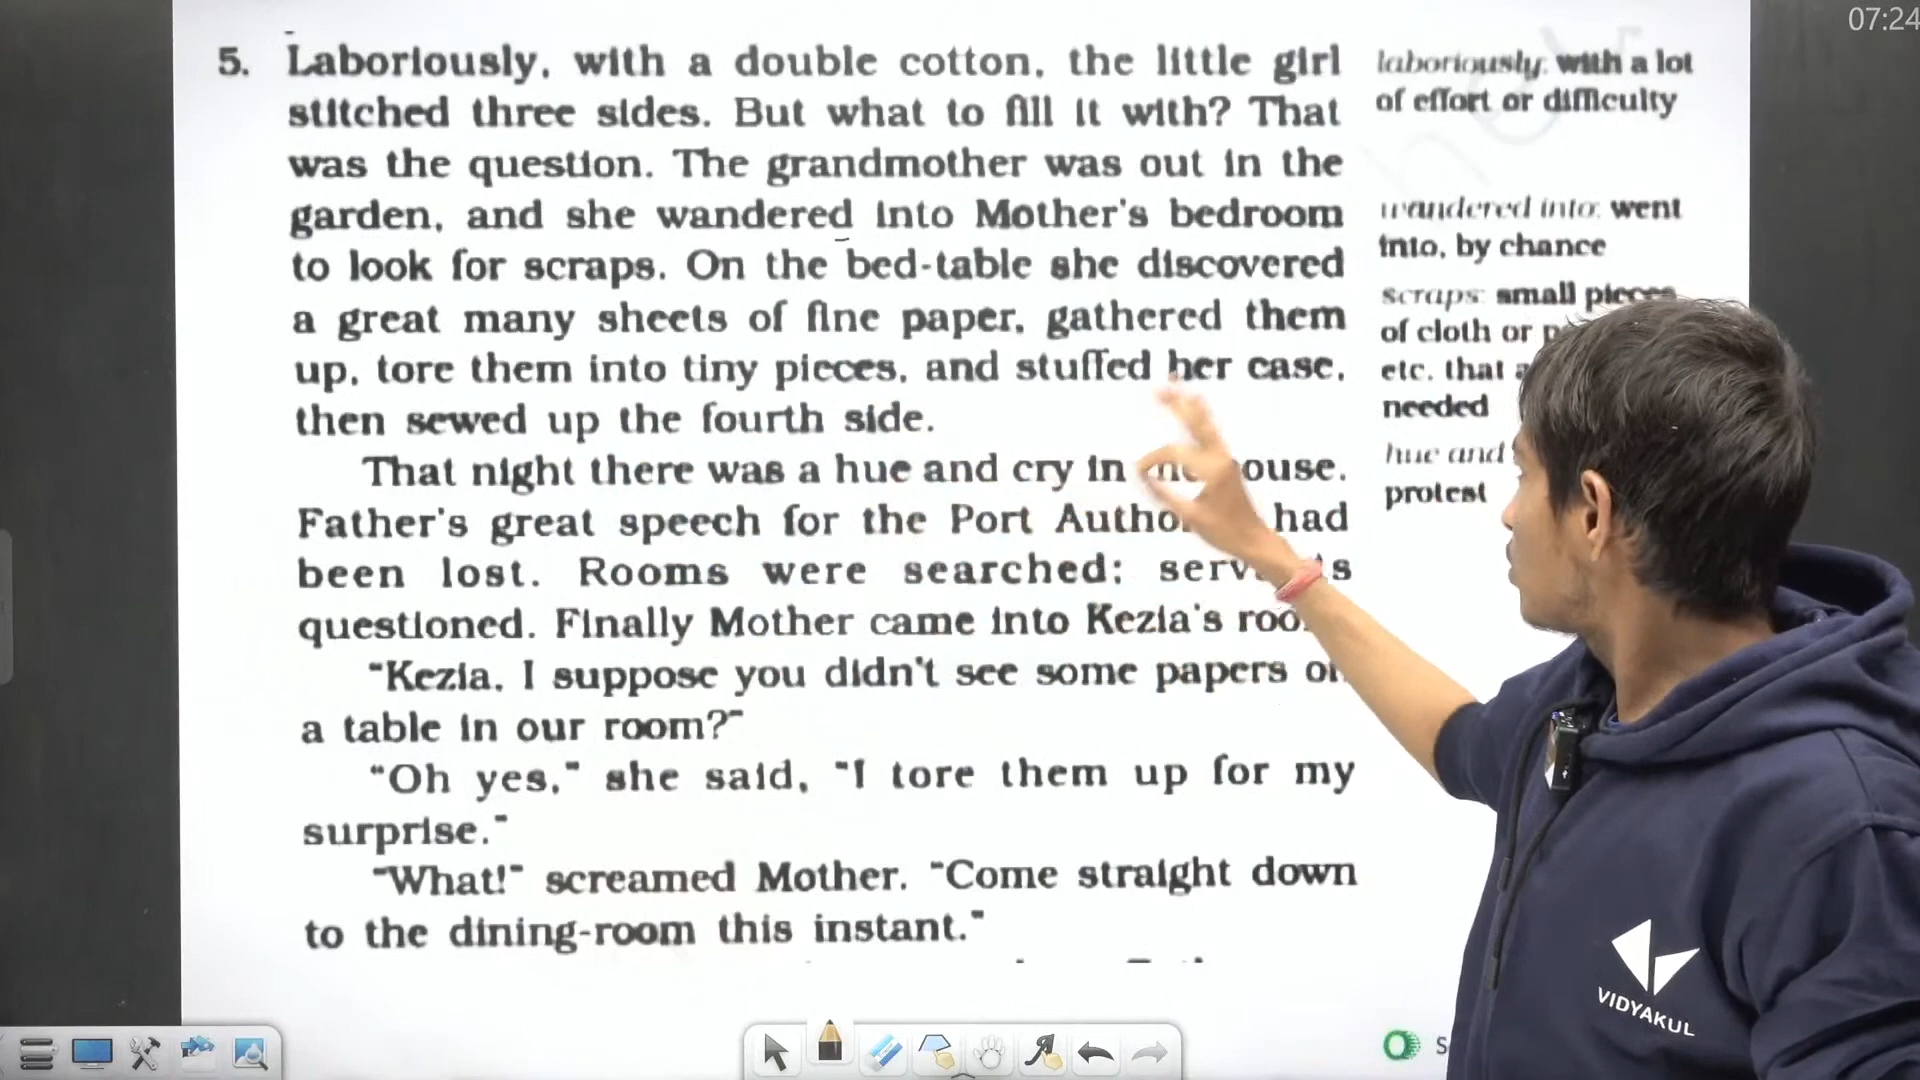 07:24
5. Laboriously, with a double cotton, the little girl
stitched three sides. But what to fill it with? That
was the question. The grandmother was out in the
garden, and she wandered into Mother's bedroom
to look for scraps. On the bed-table she discovered
a great many sheets of fine paper, gathered them
up, tore them into tiny pieces, and stuffed her case,
then sewed up the fourth side.
That night there was a hue and cry in
Father's great speech for the Port had
been lost. Rooms were searched;
questioned. Finally Mother came into Kezia's
"Kezia, I suppose you didn't see some papers
a table in our room?"
"Oh yes," she said, "I tore them up for my
surprise."
"What!" screamed Mother. "Come straight down
to the dining-room this instant."
laboriously: with a lot
of effort or difficulty
wandered into: went
into, by chance
scraps: small pieces
of cloth or
etc. that
needed
hue and
protest
VIDYAKUL